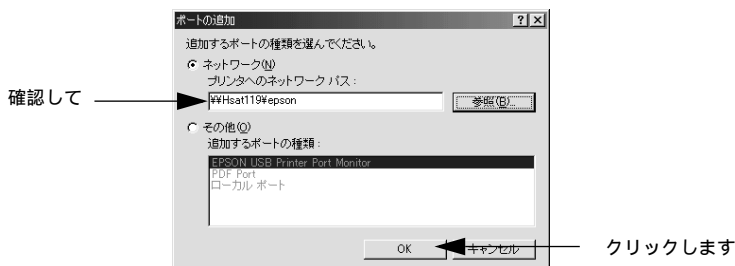 ポートの追加
追加するポートの種類を選んでください。
ネットワーク(N)
プリンタへのネットワーク パス:
確認して
¥¥Hsat119¥epson
参照(B)...
その他(O)
追加するポートの種類:
EPSON USB Printer Port Monitor
PDF Port
ローカル ポート
OK
キャンセル
クリックします